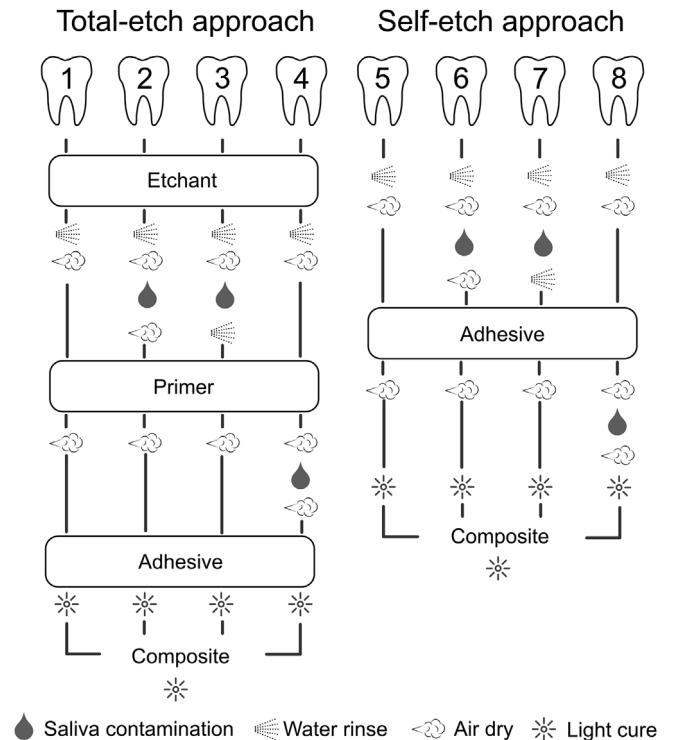 Total-etch approach
Self-etch approach
1 2 3 4 5 6 7 8
Etchant
Adhesive
Primer
Composite
Adhesive
Composite
Saliva contamination Water rinse Air dry Light cure